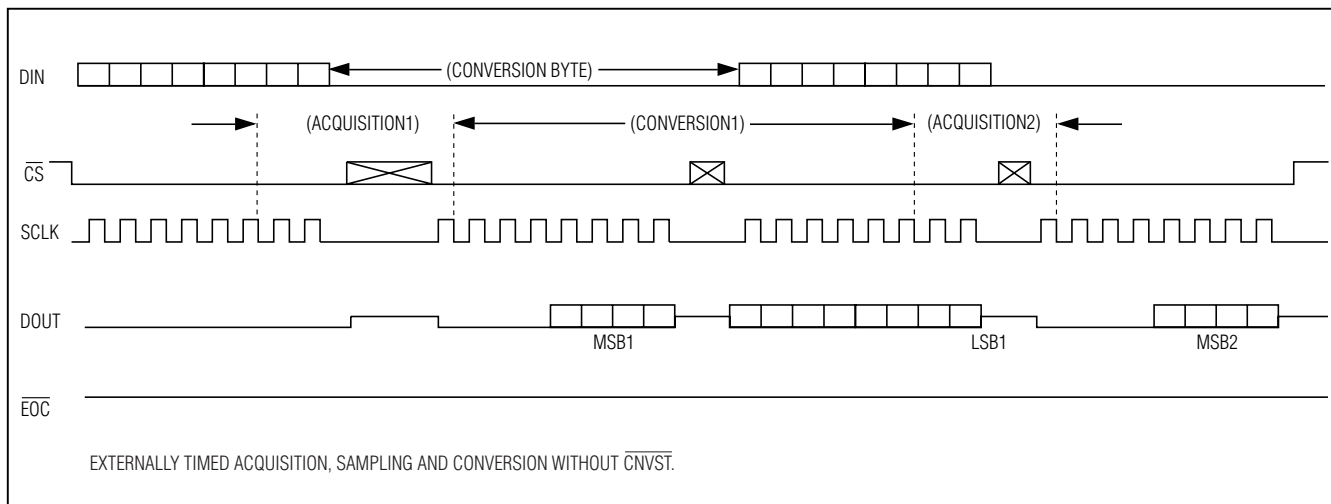 DIN
(CONVERSION BYTE)
(ACQUISITION1)
(CONVERSION1)
(ACQUISITION2)
CS
SCLK
DOUT
MSB1
LSB1
MSB2
EOC
EXTERNALLY TIMED ACQUISITION, SAMPLING AND CONVERSION WITHOUT CNVST.